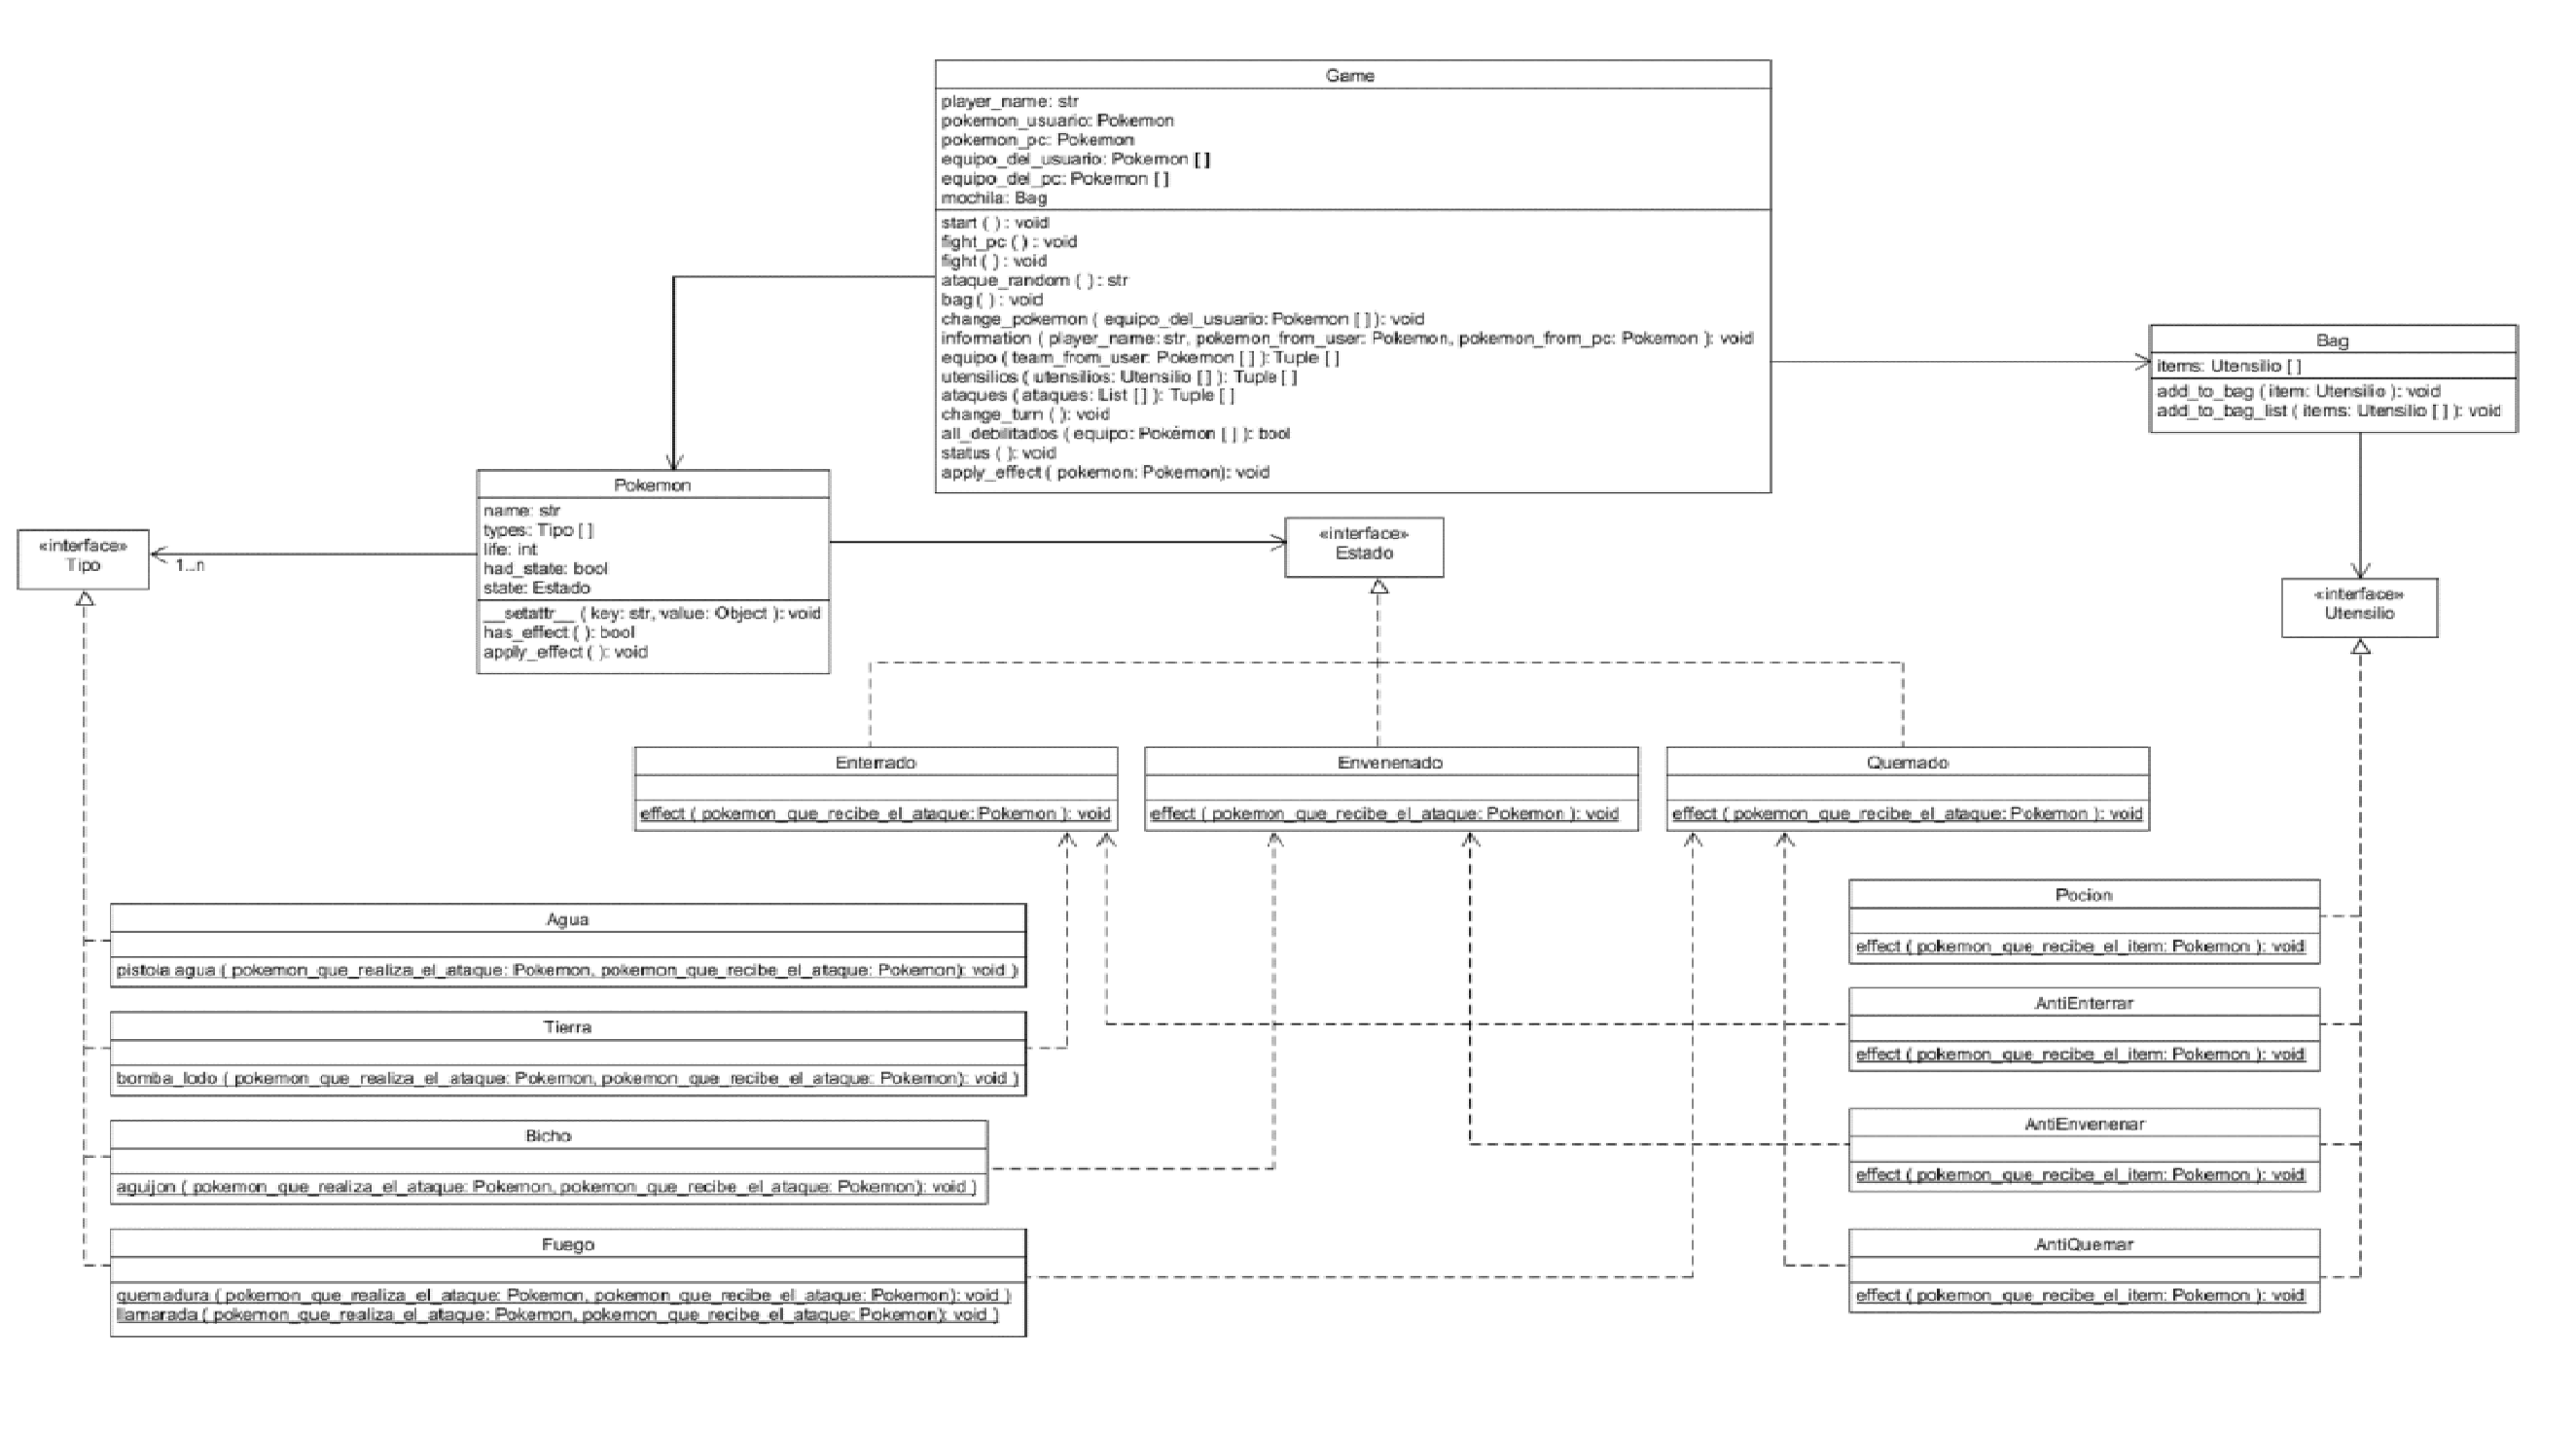 Game
player_name: str
pokemon_usuario: Pokemon
pokemon_pc: Pokemon
equipo_del_usuario: Pokemon [ ]
equipo_del_pc: Pokemon [ ]
mochila: Bag
start ( ) : void
fight_pc ( ) : void
fight ( ) : void
ataque_random ( ) : str
bag ( ) : void
change_pokemon ( equipo_del_usuario: Pokemon [ ] ): void
information ( player_name: str, pokemon_from_user: Pokemon, pokemon_from_pc: Pokemon ): void
equipo ( team_from_user: Pokemon [ ] ): Tuple [ ]
utensilios ( utensilios: Utensilio [ ] ): Tuple [ ]
ataques ( ataques: List [ ] ): Tuple [ ]
change_turn ( ): void
all_debilitados ( equipo: Pokémon [ ] ): bool
status ( ): void
apply_effect ( pokemon: Pokemon): void
Bag
items: Utensilio [ ]
add_to_bag ( item: Utensilio ): void
add_to_bag_list ( items: Utensilio [ ] ): void
Pokemon
name: str
types: Tipo [ ]
life: int
had_state: bool
state: Estado
__setattr__ ( key: str, value: Object ): void
has_effect ( ): bool
apply_effect ( ): void
«interface»
Tipo
1..n
«interface»
Estado
«interface»
Utensilio
Enterrado
effect ( pokemon_que_recibe_el_ataque: Pokemon ): void
Envenenado
effect ( pokemon_que_recibe_el_ataque: Pokemon ): void
Quemado
effect ( pokemon_que_recibe_el_ataque: Pokemon ): void
Agua
pistola agua ( pokemon_que_realiza_el_ataque: Pokemon, pokemon_que_recibe_el_ataque: Pokemon): void )
Tierra
bomba_lodo ( pokemon_que_realiza_el_ataque: Pokemon, pokemon_que_recibe_el_ataque: Pokemon): void )
Bicho
aguijon ( pokemon_que_realiza_el_ataque: Pokemon, pokemon_que_recibe_el_ataque: Pokemon): void )
Fuego
quemadura ( pokemon_que_realiza_el_ataque: Pokemon, pokemon_que_recibe_el_ataque: Pokemon): void )
llamarada ( pokemon_que_realiza_el_ataque: Pokemon, pokemon_que_recibe_el_ataque: Pokemon): void )
Pocion
effect ( pokemon_que_recibe_el_item: Pokemon ): void
AntiEnterrar
effect ( pokemon_que_recibe_el_item: Pokemon ): void
AntiEnvenenar
effect ( pokemon_que_recibe_el_item: Pokemon ): void
AntiQuemar
effect ( pokemon_que_recibe_el_item: Pokemon ): void